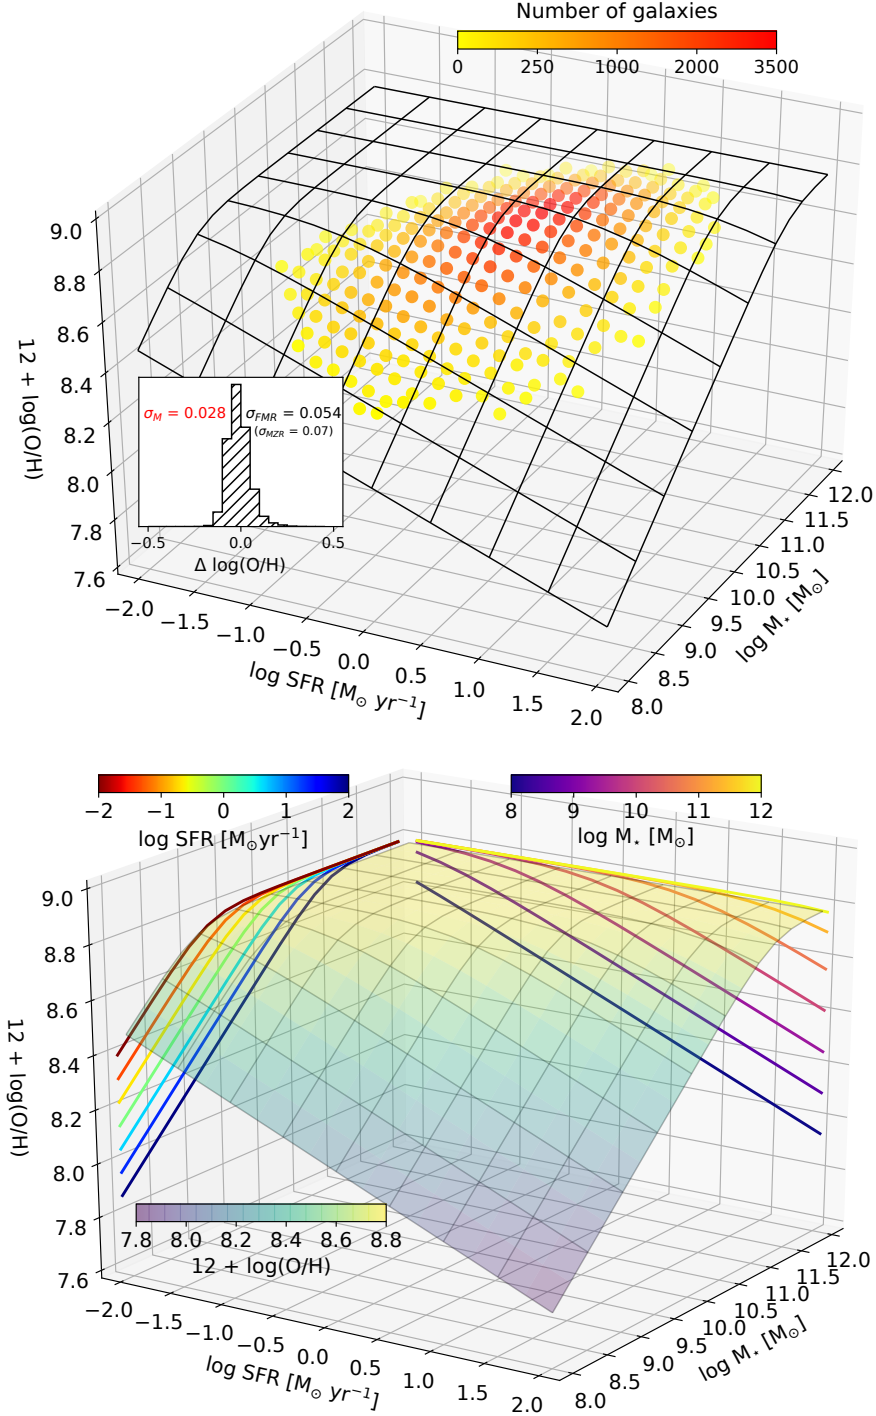 Number of galaxies
0 250 1000 2000 3500
9.0
8.8
8.6
8.4
8.2
8.0
7.8
7.6
12 + log(O/H)
σ_M = 0.028 σ_FMR = 0.054
(σ_MZR = 0.07)
−0.5 0.0 0.5
Δ log(O/H)
−2.0 −1.5 −1.0 −0.5 0.0 0.5 1.0 1.5 2.0
log SFR [M⊙ yr⁻¹]
8.0 8.5 9.0 9.5 10.0 10.5 11.0 11.5 12.0
log M⋆ [M⊙]
−2 −1 0 1 2
log SFR [M⊙yr⁻¹]
8 9 10 11 12
log M⋆ [M⊙]
9.0
8.8
8.6
8.4
8.2
8.0
7.8
7.6
12 + log(O/H)
7.8 8.0 8.2 8.4 8.6 8.8
12 + log(O/H)
−2.0 −1.5 −1.0 −0.5 0.0 0.5 1.0 1.5 2.0
log SFR [M⊙ yr⁻¹]
8.0 8.5 9.0 9.5 10.0 10.5 11.0 11.5 12.0
log M⋆ [M⊙]